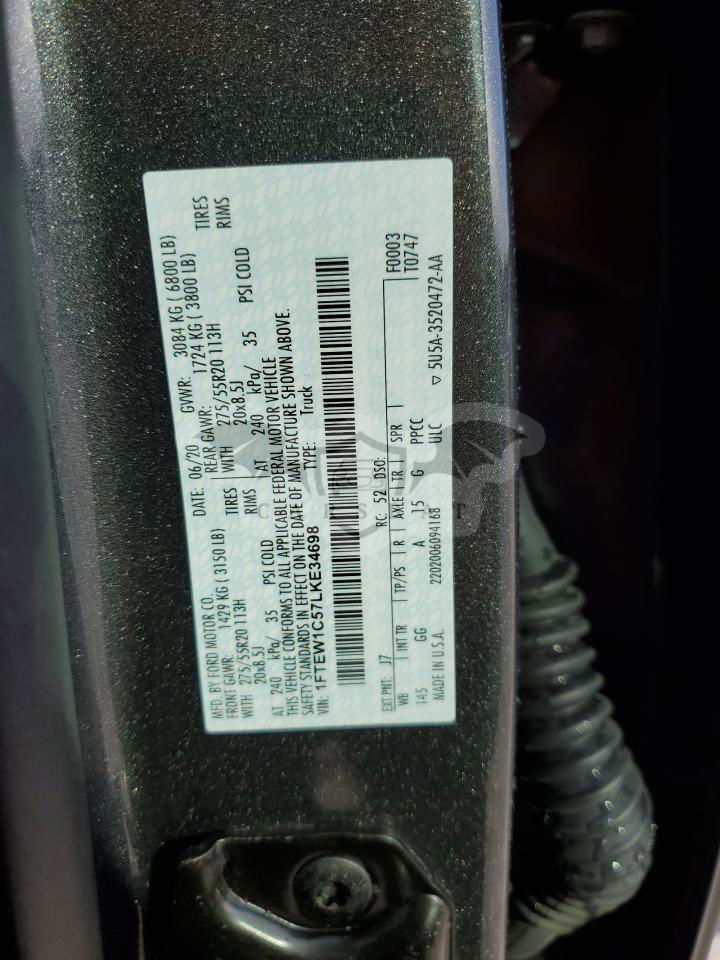 MFD. BY FORD MOTOR CO. DATE: 06/20 GVWR: 3084 KG ( 6800 LB)
FRONT GAWR: 1429 KG ( 3150 LB) REAR GAWR: 1724 KG ( 3800 LB)
WITH 275/55R20 113H TIRES WITH 275/55R20 113H TIRES
20x8.5J RIMS 20x8.5J RIMS
AT 240 kPa/ 35 PSI COLD AT 240 kPa/ 35 PSI COLD
THIS VEHICLE CONFORMS TO ALL APPLICABLE FEDERAL MOTOR VEHICLE
SAFETY STANDARDS IN EFFECT ON THE DATE OF MANUFACTURE SHOWN ABOVE.
VIN: 1FTEW1C57LKE34698 TYPE: Truck
EXT PNT: J7 RC: 52 DSO: F0003
WB INT TR TP/PS R AXLE TR SPR T0747
145 GG A 15 G PPCC
MADE IN U.S.A. 2202006094168 ULC ▽ 5U5A-3520472-AA